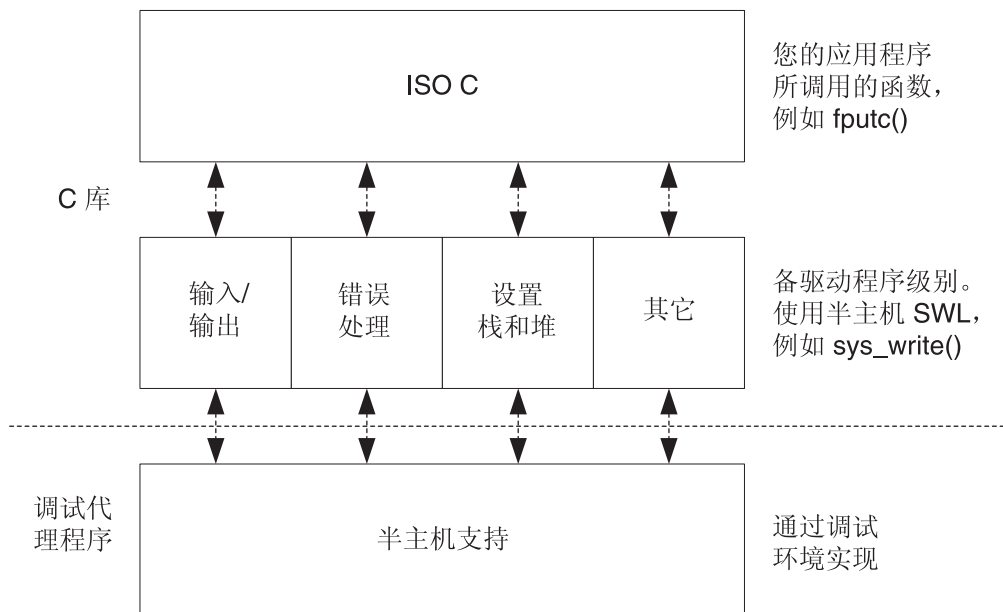 ISO C
您的应用程序
所调用的函数，
例如 fputc()
C 库
输入/
输出
错误
处理
设置
栈和堆
其它
备驱动程序级别。
使用半主机 SWL，
例如 sys_write()
调试代
理程序
半主机支持
通过调试
环境实现